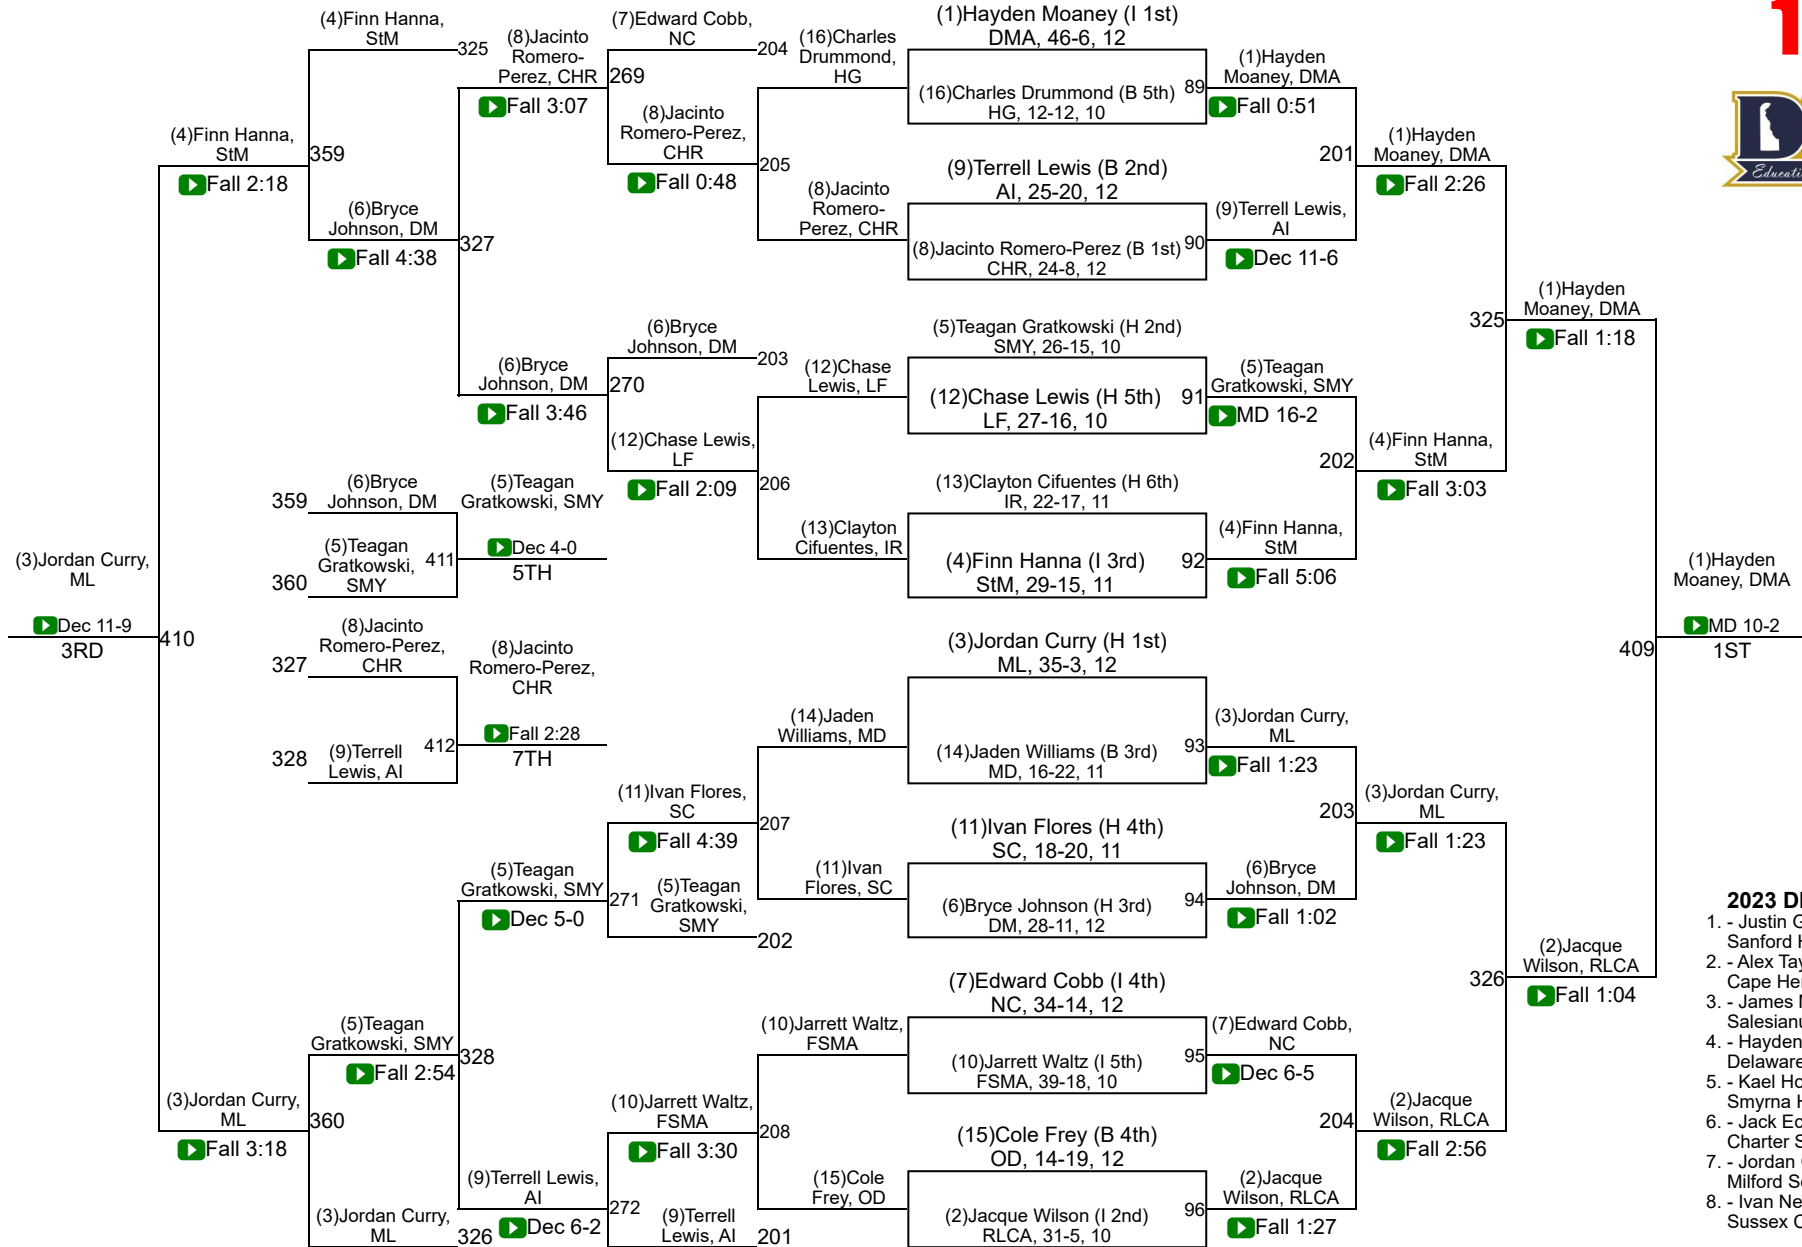 1
(4)Finn Hanna,
StM
325
359
(4)Finn Hanna,
StM
Fall 2:18
(6)Bryce
Johnson, DM
Fall 4:38
327
(8)Jacinto
Romero-
Perez, CHR
Fall 3:07
269
(7)Edward Cobb,
NC
204
(8)Jacinto
Romero-Perez,
CHR
Fall 0:48
205
(16)Charles
Drummond,
HG
(8)Jacinto
Romero-
Perez, CHR
(6)Bryce
Johnson, DM
Fall 3:46
270
(6)Bryce
Johnson, DM
203
(12)Chase Lewis,
LF
Fall 2:09
206
(12)Chase
Lewis, LF
(13)Clayton
Cifuentes, IR
(3)Jordan Curry,
ML
Dec 11-9
3RD
410
359
(6)Bryce
Johnson, DM
360
(5)Teagan
Gratkowski,
SMY
411
(5)Teagan
Gratkowski, SMY
Dec 4-0
5TH
327
(8)Jacinto
Romero-Perez,
CHR
328
(9)Terrell
Lewis, AI
412
(8)Jacinto
Romero-Perez,
CHR
Fall 2:28
7TH
(14)Jaden
Williams, MD
(11)Ivan
Flores, SC
207
(11)Ivan Flores,
SC
Fall 4:39
271
(5)Teagan
Gratkowski,
SMY
202
(5)Teagan
Gratkowski, SMY
Dec 5-0
328
(5)Teagan
Gratkowski, SMY
Fall 2:54
360
(3)Jordan Curry,
ML
Fall 3:18
(3)Jordan Curry,
ML
326
(9)Terrell Lewis,
AI
Dec 6-2
272
(10)Jarrett Waltz,
FSMA
Fall 3:30
208
(9)Terrell
Lewis, AI
201
(10)Jarrett Waltz,
FSMA
(15)Cole
Frey, OD
(1)Hayden Moaney (I 1st)
DMA, 46-6, 12
(16)Charles Drummond (B 5th)
HG, 12-12, 10
89
(9)Terrell Lewis (B 2nd)
AI, 25-20, 12
(8)Jacinto Romero-Perez (B 1st)
CHR, 24-8, 12
90
(5)Teagan Gratkowski (H 2nd)
SMY, 26-15, 10
(12)Chase Lewis (H 5th)
LF, 27-16, 10
91
(13)Clayton Cifuentes (H 6th)
IR, 22-17, 11
(4)Finn Hanna (I 3rd)
StM, 29-15, 11
92
(3)Jordan Curry (H 1st)
ML, 35-3, 12
(14)Jaden Williams (B 3rd)
MD, 16-22, 11
93
(11)Ivan Flores (H 4th)
SC, 18-20, 11
(6)Bryce Johnson (H 3rd)
DM, 28-11, 12
94
(7)Edward Cobb (I 4th)
NC, 34-14, 12
(10)Jarrett Waltz (I 5th)
FSMA, 39-18, 10
95
(15)Cole Frey (B 4th)
OD, 14-19, 12
(2)Jacque Wilson (I 2nd)
RLCA, 31-5, 10
96
(1)Hayden
Moaney, DMA
Fall 0:51
201
(9)Terrell Lewis,
AI
Dec 11-6
(5)Teagan
Gratkowski, SMY
MD 16-2
202
(4)Finn Hanna,
StM
Fall 5:06
(3)Jordan Curry,
ML
Fall 1:23
203
(6)Bryce
Johnson, DM
Fall 1:02
(7)Edward Cobb,
NC
Dec 6-5
204
(2)Jacque
Wilson, RLCA
Fall 1:27
(1)Hayden
Moaney, DMA
Fall 2:26
325
(4)Finn Hanna,
StM
Fall 3:03
(3)Jordan Curry,
ML
Fall 1:23
326
(2)Jacque
Wilson, RLCA
Fall 2:56
(1)Hayden
Moaney, DMA
Fall 1:18
409
(2)Jacque
Wilson, RLCA
Fall 1:04
(1)Hayden
Moaney, DMA
MD 10-2
1ST
D
Educati
2023 DI
1. - Justin G
Sanford H
2. - Alex Tay
Cape Her
3. - James M
Salesianu
4. - Hayden
Delaware
5. - Kael Ho
Smyrna H
6. - Jack Ec
Charter S
7. - Jordan
Milford Se
8. - Ivan Ne
Sussex C